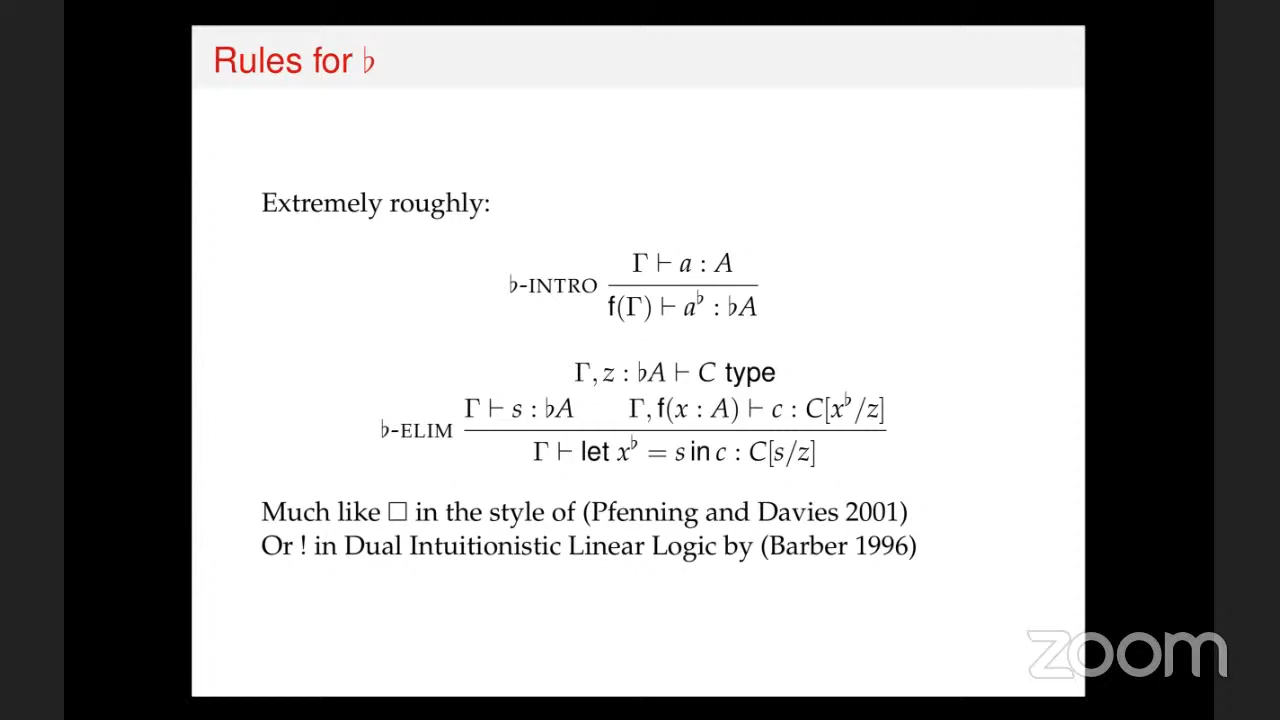 Rules for ♭
Extremely roughly:
Γ ⊢ a : A
♭-INTRO
f(Γ) ⊢ a♭ : ♭A
Γ, z : ♭A ⊢ C type
Γ ⊢ s : ♭A Γ, f(x : A) ⊢ c : C[x♭/z]
♭-ELIM
Γ ⊢ let x♭ = s in c : C[s/z]
Much like □ in the style of (Pfenning and Davies 2001)
Or ! in Dual Intuitionistic Linear Logic by (Barber 1996)
zoom